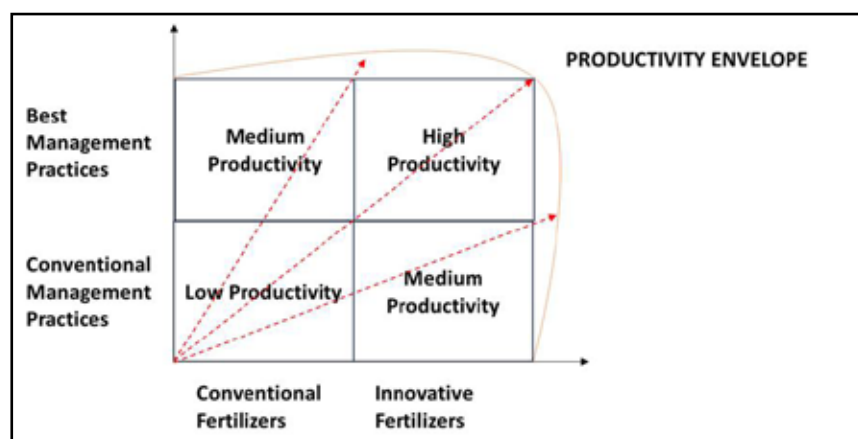 PRODUCTIVITY ENVELOPE
Best
Management
Practices
Medium
Productivity
High
Productivity
Conventional
Management
Practices
Low Productivity
Medium
Productivity
Conventional
Fertilizers
Innovative
Fertilizers